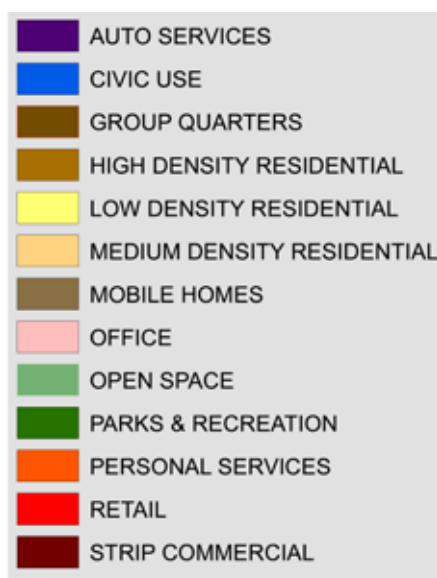 AUTO SERVICES
CIVIC USE
GROUP QUARTERS
HIGH DENSITY RESIDENTIAL
LOW DENSITY RESIDENTIAL
MEDIUM DENSITY RESIDENTIAL
MOBILE HOMES
OFFICE
OPEN SPACE
PARKS & RECREATION
PERSONAL SERVICES
RETAIL
STRIP COMMERCIAL